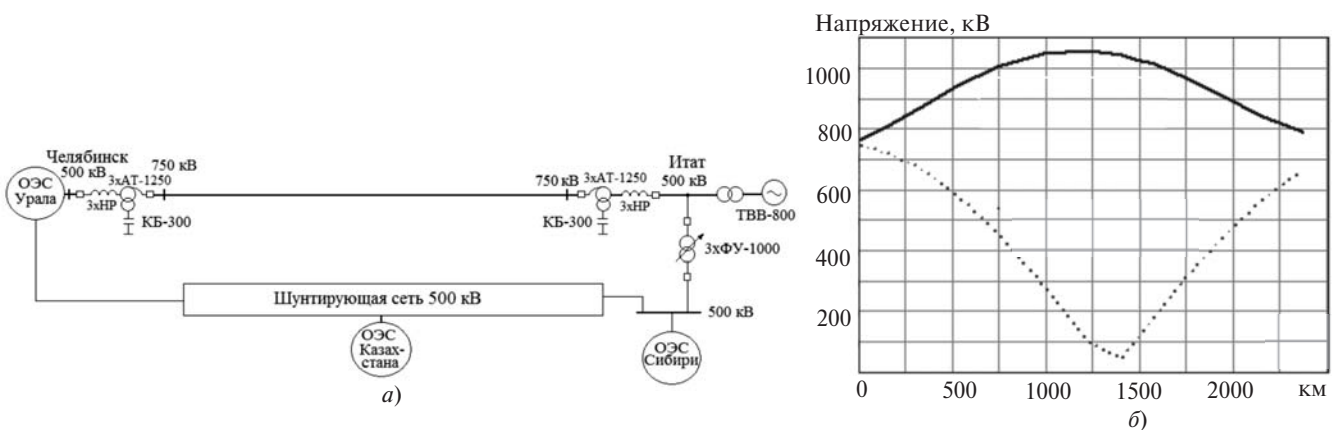 Челябинск
500 кВ
3хАТ-1250
750 кВ
ОЭС
Урала
3хНР
КБ-300
750 кВ
3хАТ-1250
Итат
500 кВ
3хНР
КБ-300
ТВВ-800
3хФУ-1000
Шунтирующая сеть 500 кВ
500 кВ
ОЭС
Казах-
стана
ОЭС
Сибири
а)
Напряжение, кВ
1000
800
600
400
200
0
500
1000
1500
2000
км
б)